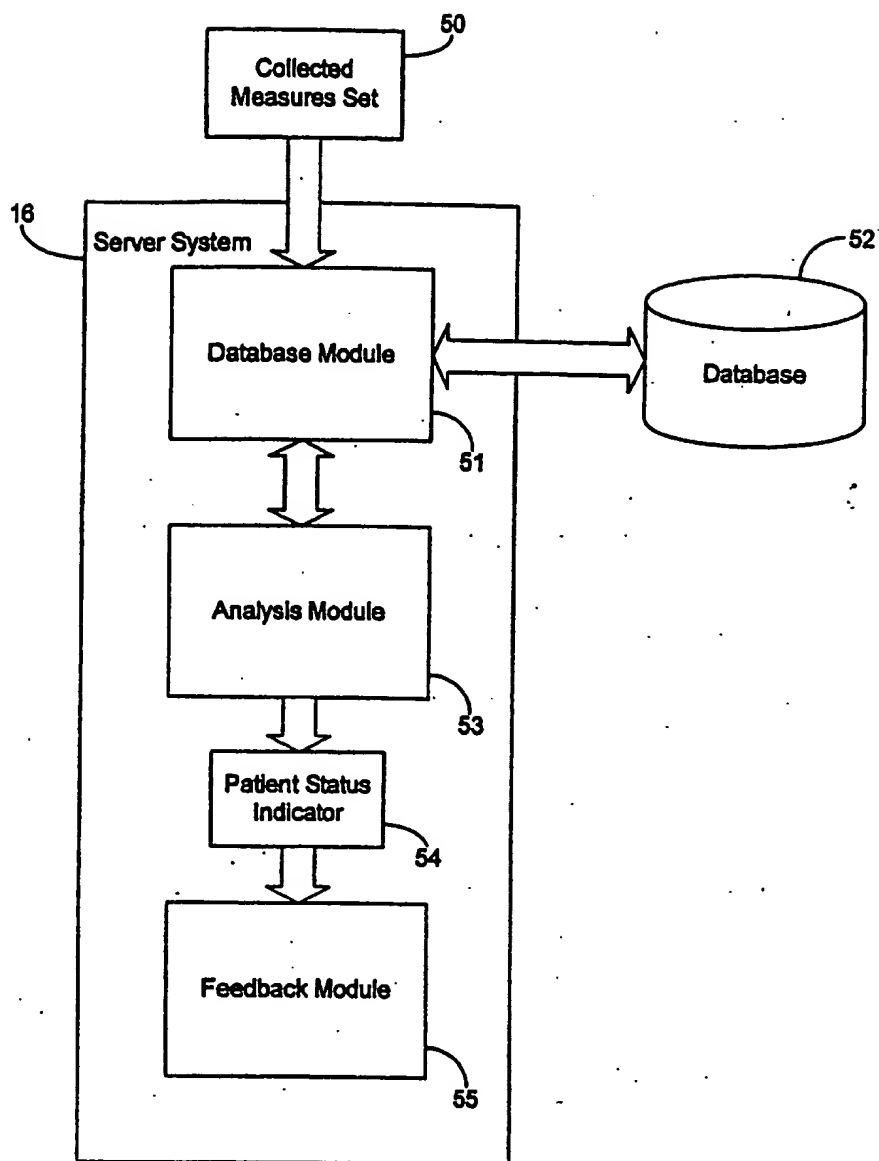 50
Collected
Measures Set
16
Server System
52
Database Module
Database
51
Analysis Module
53
Patient Status
Indicator
54
Feedback Module
55